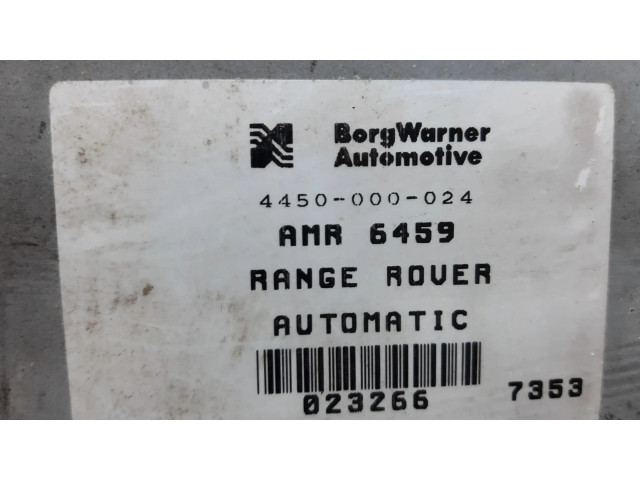 BorgWarner
Automotive
4450-000-024
AMR 6459
RANGE ROVER
AUTOMATIC
023266 7353